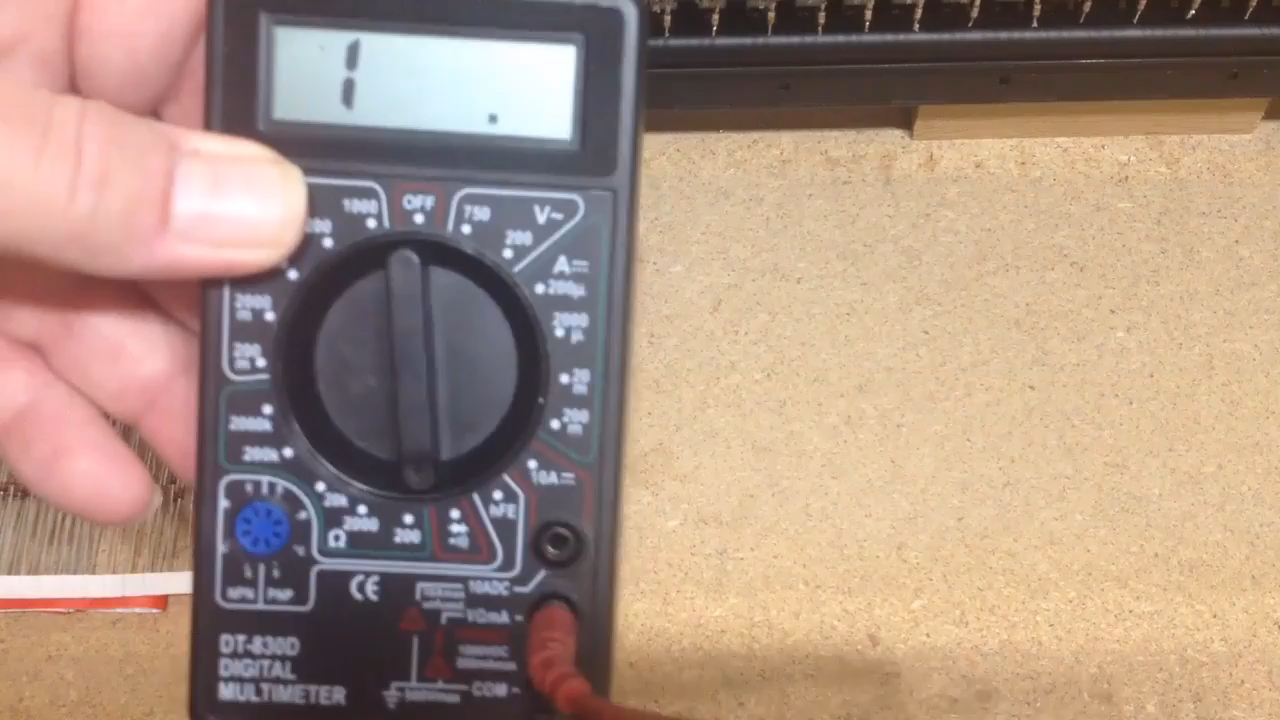 1 .
1000
OFF
750
V~
200
200
A
200µ
2000
µ
2000
m
20
m
200
m
200
m
2000k
200k
10A
20k
hFE
2000
200
Ω
NPN
PNP
CE
10ADC
VΩmA
DT-830D
DIGITAL
MULTIMETER
COM